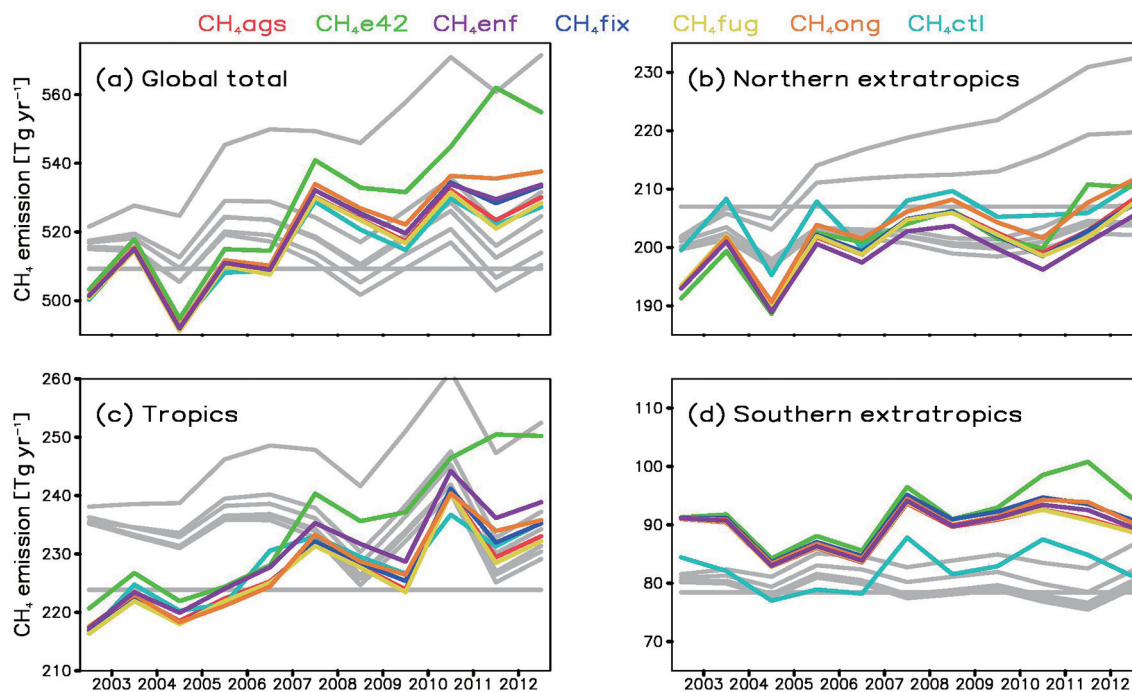 CH₄ags CH₄e42 CH₄enf CH₄fix CH₄fug CH₄ong CH₄ctl
(a) Global total
CH₄ emission [Tg yr⁻¹]
560
540
520
500
(b) Northern extratropics
230
220
210
200
190
(c) Tropics
CH₄ emission [Tg yr⁻¹]
260
250
240
230
220
210
2003 2004 2005 2006 2007 2008 2009 2010 2011 2012
(d) Southern extratropics
110
100
90
80
70
2003 2004 2005 2006 2007 2008 2009 2010 2011 2012